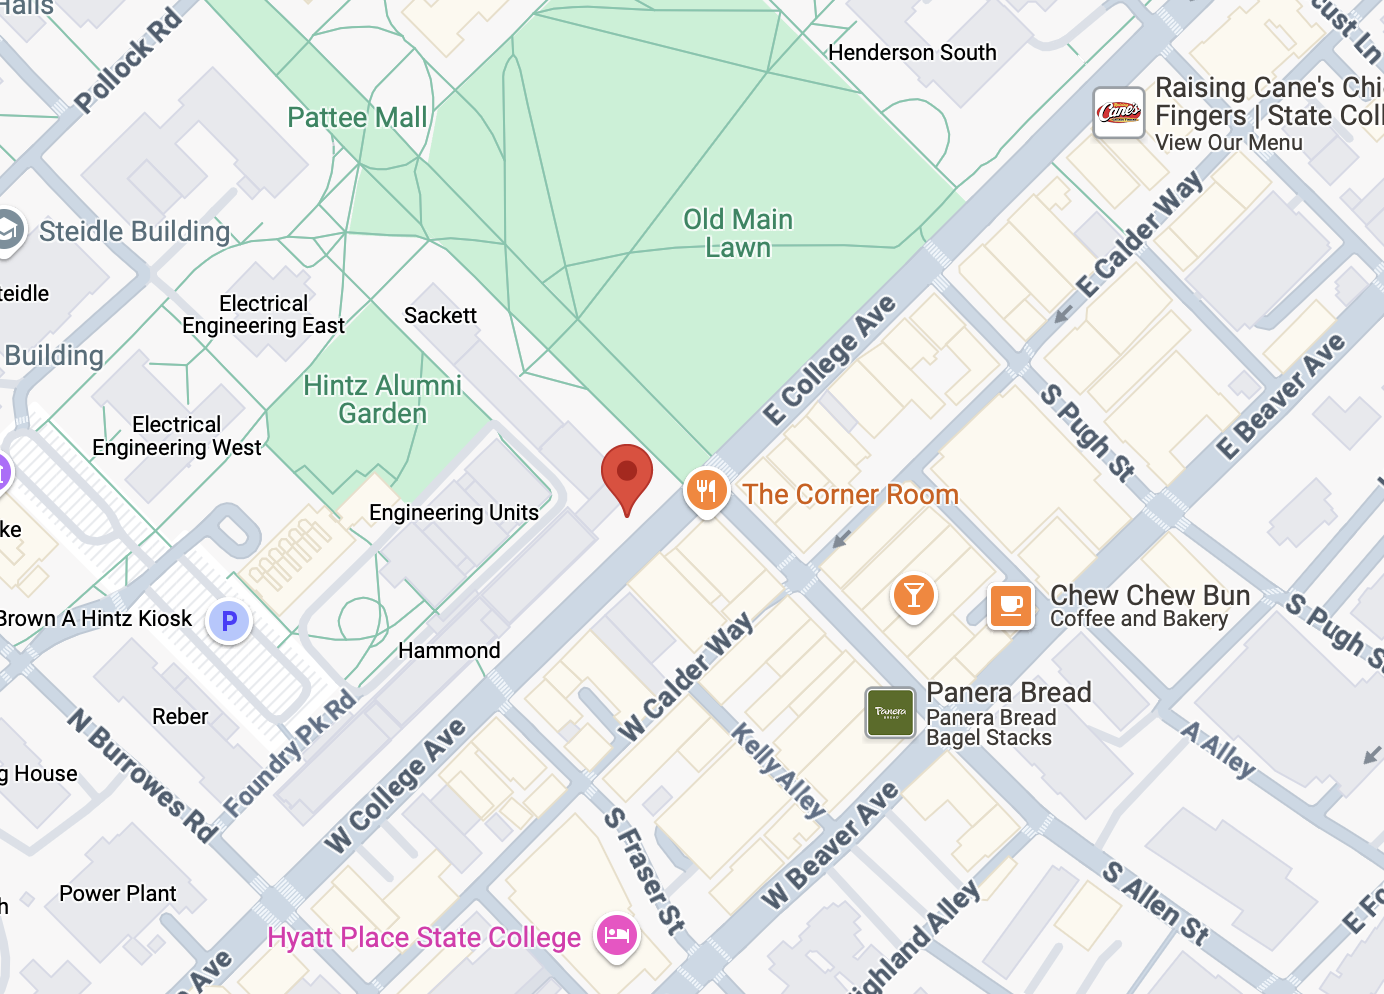 Halls
Pollock Rd
Henderson South
cust Ln
Pattee Mall
Raising Cane's Chi
Fingers | State Coll
View Our Menu
Cane's
Steidle Building
Old Main
Lawn
E Calder Way
teidle
Electrical
Engineering East
Sackett
E College Ave
Building
Hintz Alumni
Garden
E Beaver Ave
S Pugh St
Electrical
Engineering West
The Corner Room
Engineering Units
ke
Chew Chew Bun
Coffee and Bakery
Brown A Hintz Kiosk
P
S Pugh St
Hammond
W Calder Way
Panera Bread
Panera Bread
Bagel Stacks
Panera
BREAD
Reber
Foundry Pk Rd
N Burrowes Rd
W College Ave
Kelly Alley
A Alley
g House
W Beaver Ave
S Fraser St
Power Plant
h
S Allen St
Highland Alley
E Fo
Hyatt Place State College
Ave